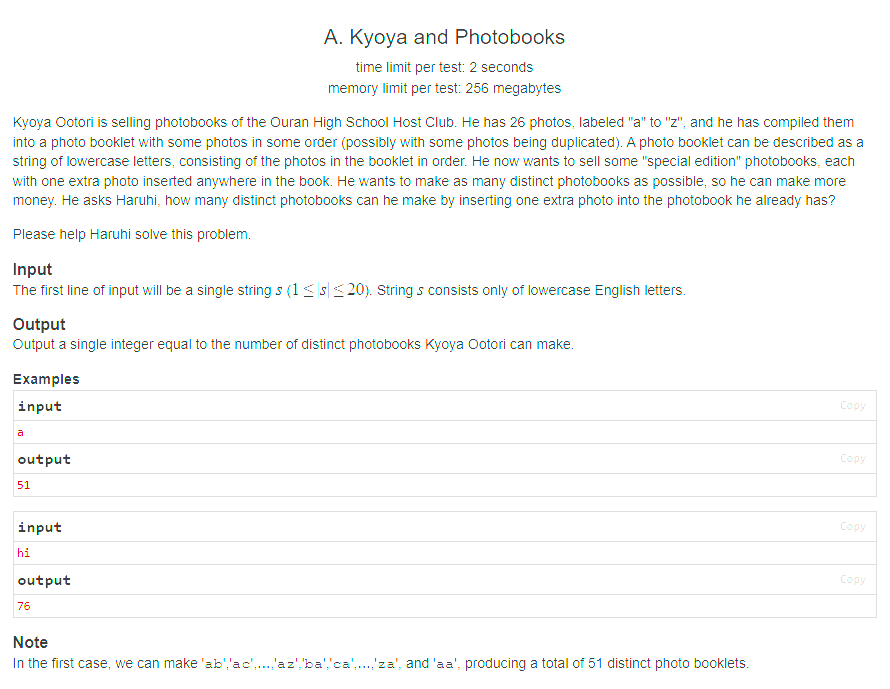 A. Kyoya and Photobooks
time limit per test: 2 seconds
memory limit per test: 256 megabytes
Kyoya Ootori is selling photobooks of the Ouran High School Host Club. He has 26 photos, labeled "a" to "z", and he has compiled them
into a photo booklet with some photos in some order (possibly with some photos being duplicated). A photo booklet can be described as a
string of lowercase letters, consisting of the photos in the booklet in order. He now wants to sell some "special edition" photobooks, each
with one extra photo inserted anywhere in the book. He wants to make as many distinct photobooks as possible, so he can make more
money. He asks Haruhi, how many distinct photobooks can he make by inserting one extra photo into the photobook he already has?
Please help Haruhi solve this problem.
Input
The first line of input will be a single string s (1 ≤ |s| ≤ 20). String s consists only of lowercase English letters.
Output
Output a single integer equal to the number of distinct photobooks Kyoya Ootori can make.
Examples
input Copy
a
output Copy
51
input Copy
hi
output Copy
76
Note
In the first case, we can make 'ab','ac',...,'az','ba','ca',...,'za', and 'aa', producing a total of 51 distinct photo booklets.